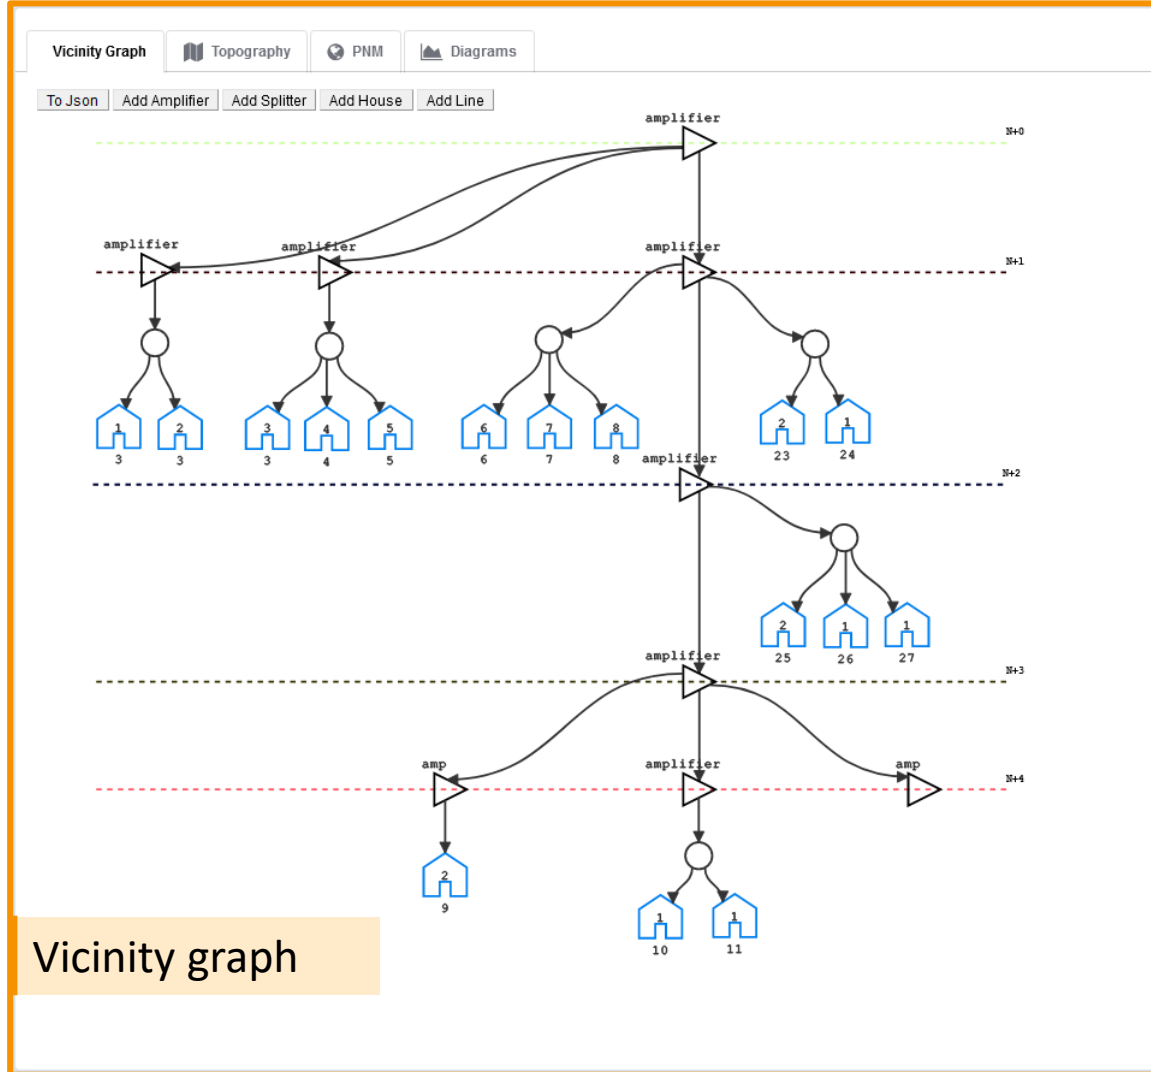 Vicinity Graph Topography PNM Diagrams
To Json Add Amplifier Add Splitter Add House Add Line
amplifier
N+0
amplifier amplifier amplifier
N+1
1 2 3 4 5 6 7 8 2 1
3 3 3 4 5 6 7 8 23 24
amplifier
N+2
2 1 1
25 26 27
amplifier
N+3
amp amplifier amp
N+4
2
9
1 1
10 11
Vicinity graph